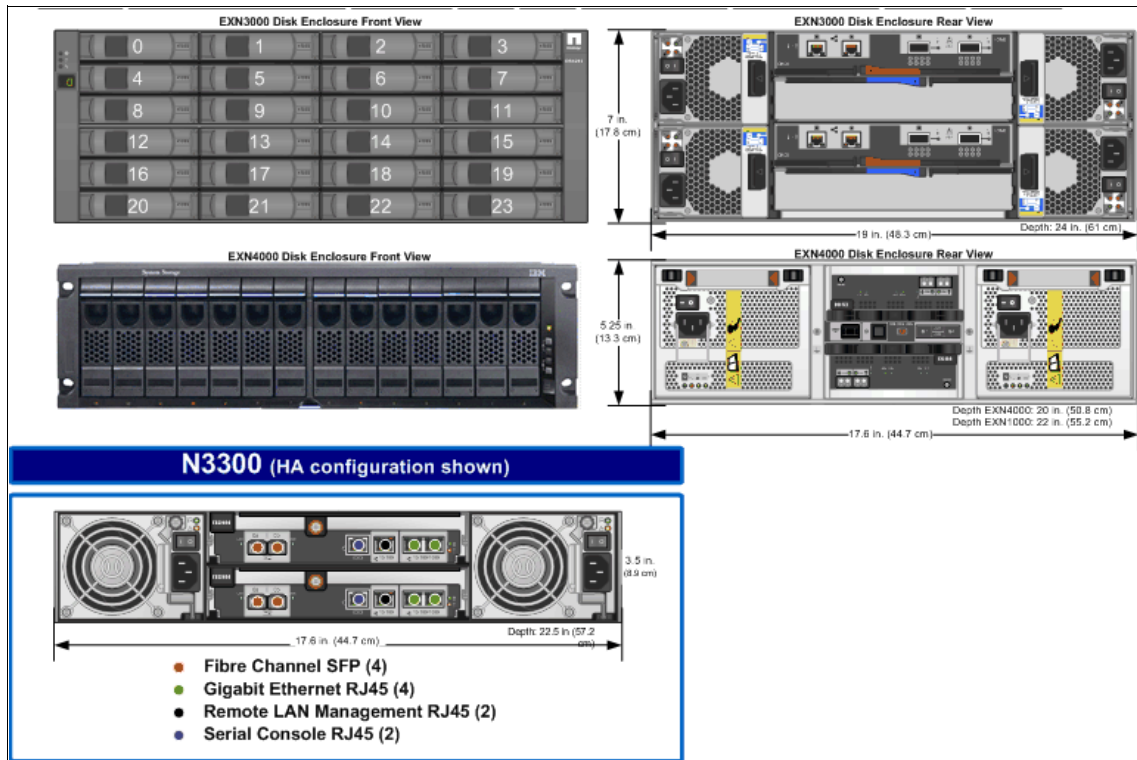 EXN3000 Disk Enclosure Front View
EXN3000 Disk Enclosure Rear View
0 1 2 3
4 5 6 7
8 9 10 11
12 13 14 15
16 17 18 19
20 21 22 23
7 in.
(17.8 cm)
19 in. (48.3 cm)
Depth: 24 in. (61 cm)
EXN4000 Disk Enclosure Front View
EXN4000 Disk Enclosure Rear View
System Storage
IBM
5.25 in.
(13.3 cm)
Depth EXN4000: 20 in. (50.8 cm)
Depth EXN1000: 22 in. (55.2 cm)
17.6 in. (44.7 cm)
N3300 (HA configuration shown)
3.5 in.
(8.9 cm)
Depth: 22.5 in (57.2
cm)
17.6 in. (44.7 cm)
Fibre Channel SFP (4)
Gigabit Ethernet RJ45 (4)
Remote LAN Management RJ45 (2)
Serial Console RJ45 (2)